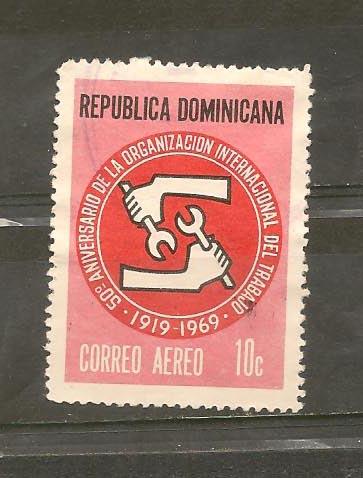 REPUBLICA DOMINICANA
50º ANIVERSARIO DE LA ORGANIZACION INTERNACIONAL DEL TRABAJO
· 1919-1969 ·
CORREO AEREO 10c